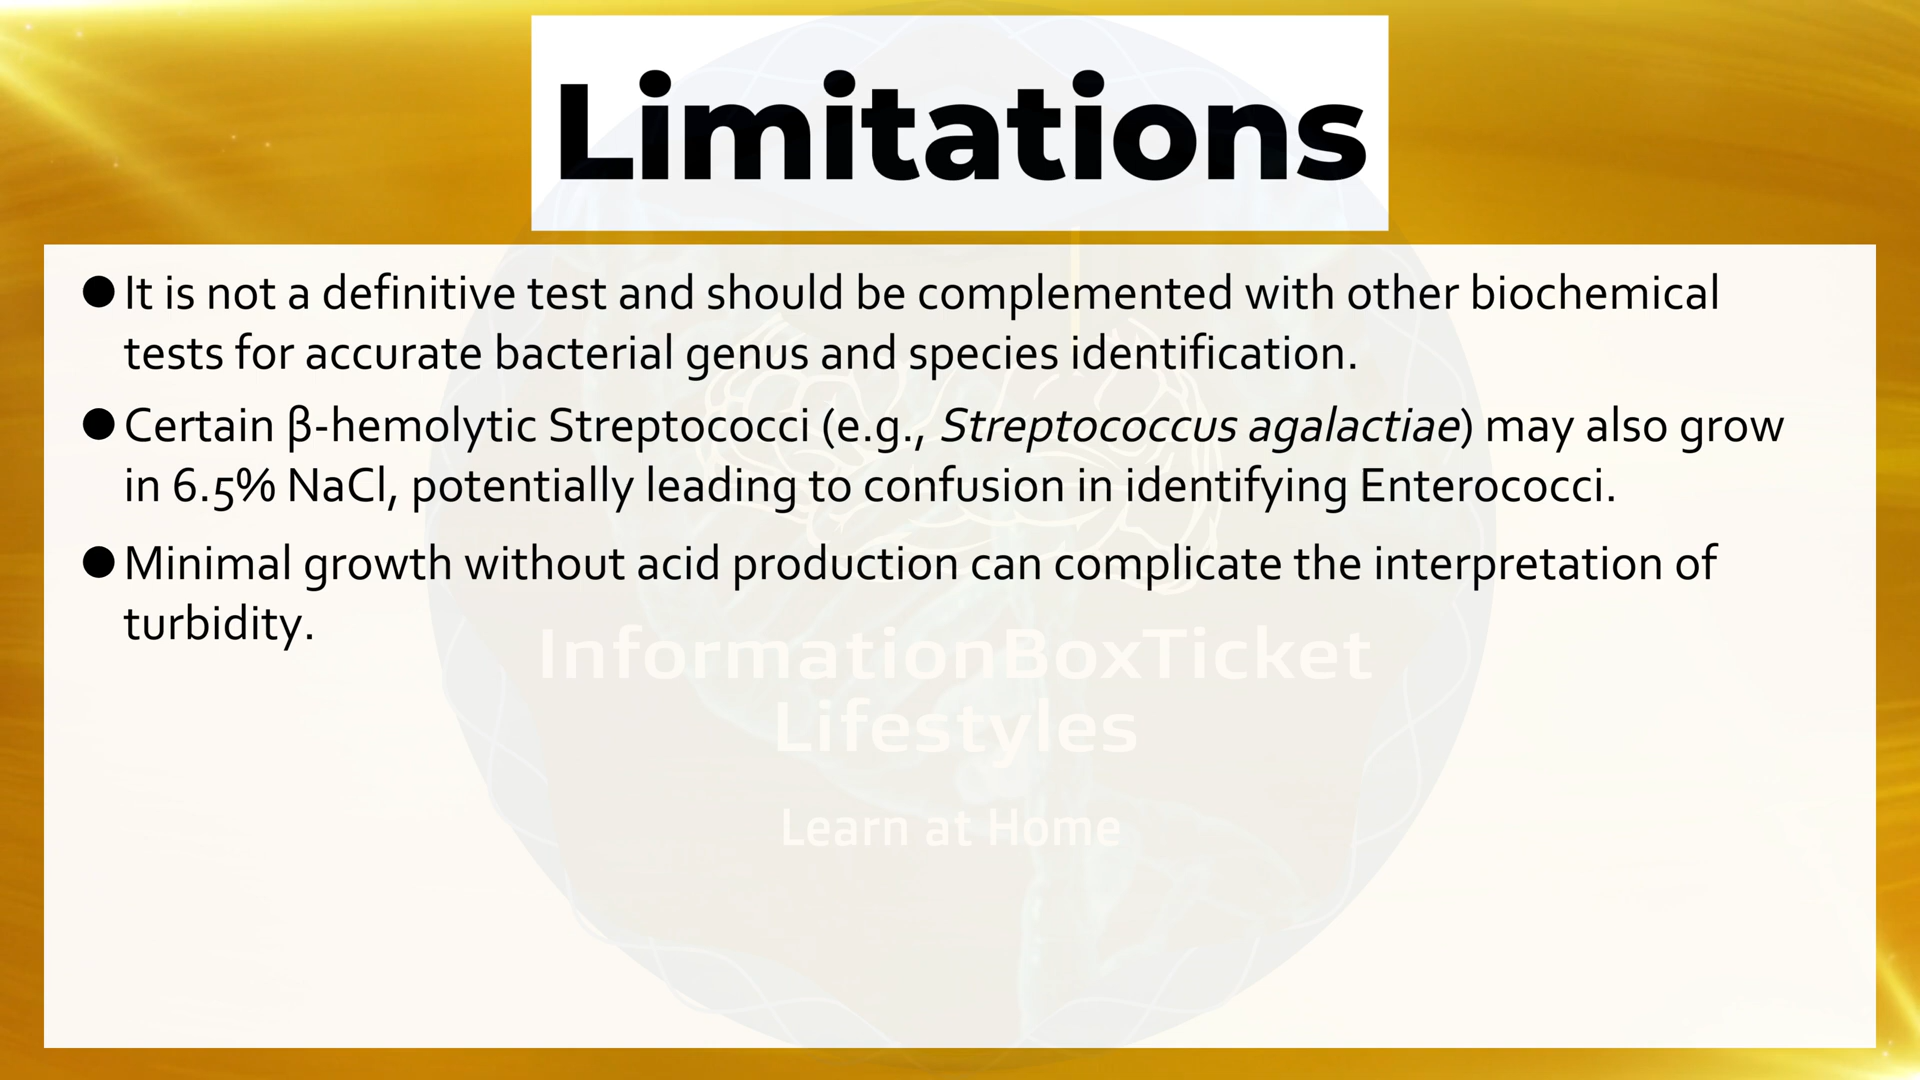 Limitations
● It is not a definitive test and should be complemented with other biochemical
tests for accurate bacterial genus and species identification.
● Certain β-hemolytic Streptococci (e.g., Streptococcus agalactiae) may also grow
in 6.5% NaCl, potentially leading to confusion in identifying Enterococci.
● Minimal growth without acid production can complicate the interpretation of
turbidity.
InformationBoxTicket
Lifestyles
Learn at Home